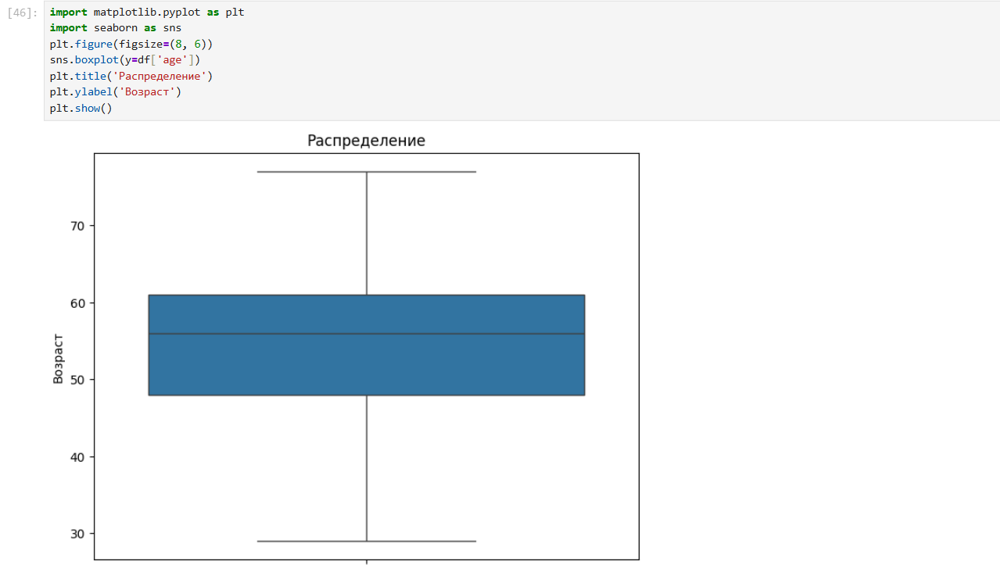 [46]: import matplotlib.pyplot as plt
import seaborn as sns
plt.figure(figsize=(8, 6))
sns.boxplot(y=df['age'])
plt.title('Распределение')
plt.ylabel('Возраст')
plt.show()
Распределение
70
60
50
40
30
Возраст